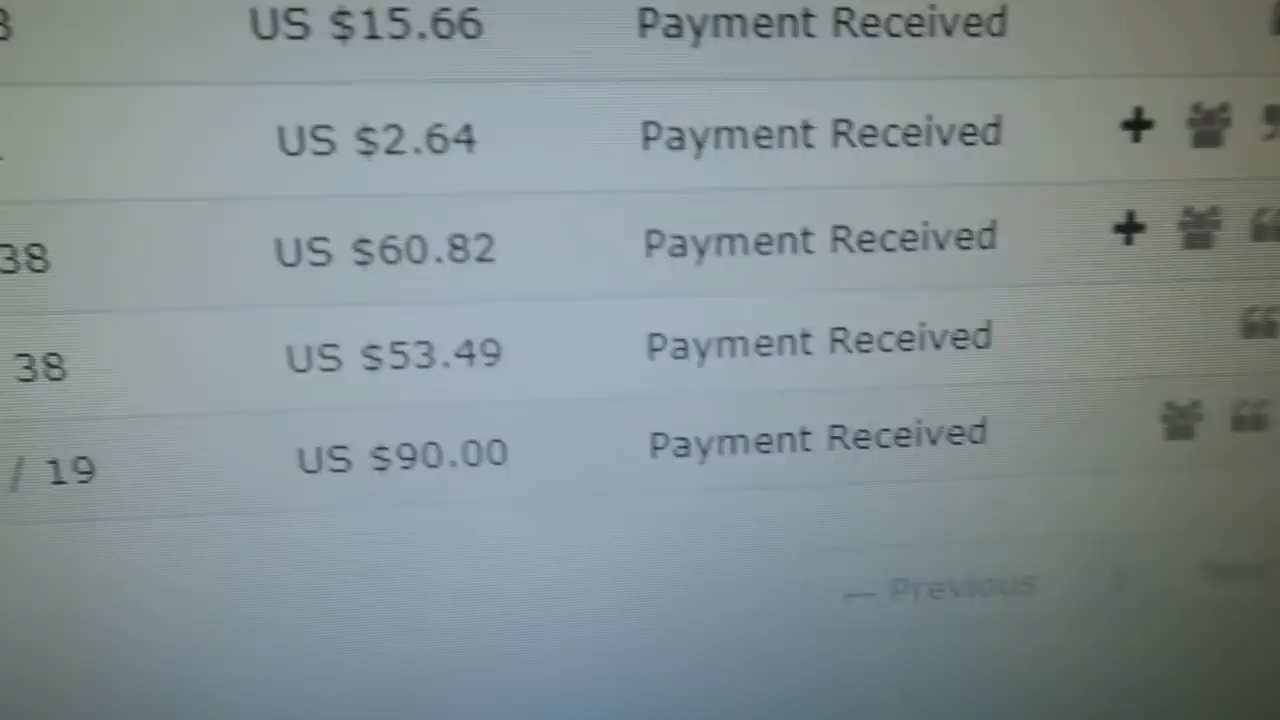 8 US $15.66 Payment Received
US $2.64 Payment Received
38 US $60.82 Payment Received
38 US $53.49 Payment Received
/ 19 US $90.00 Payment Received
— Previous